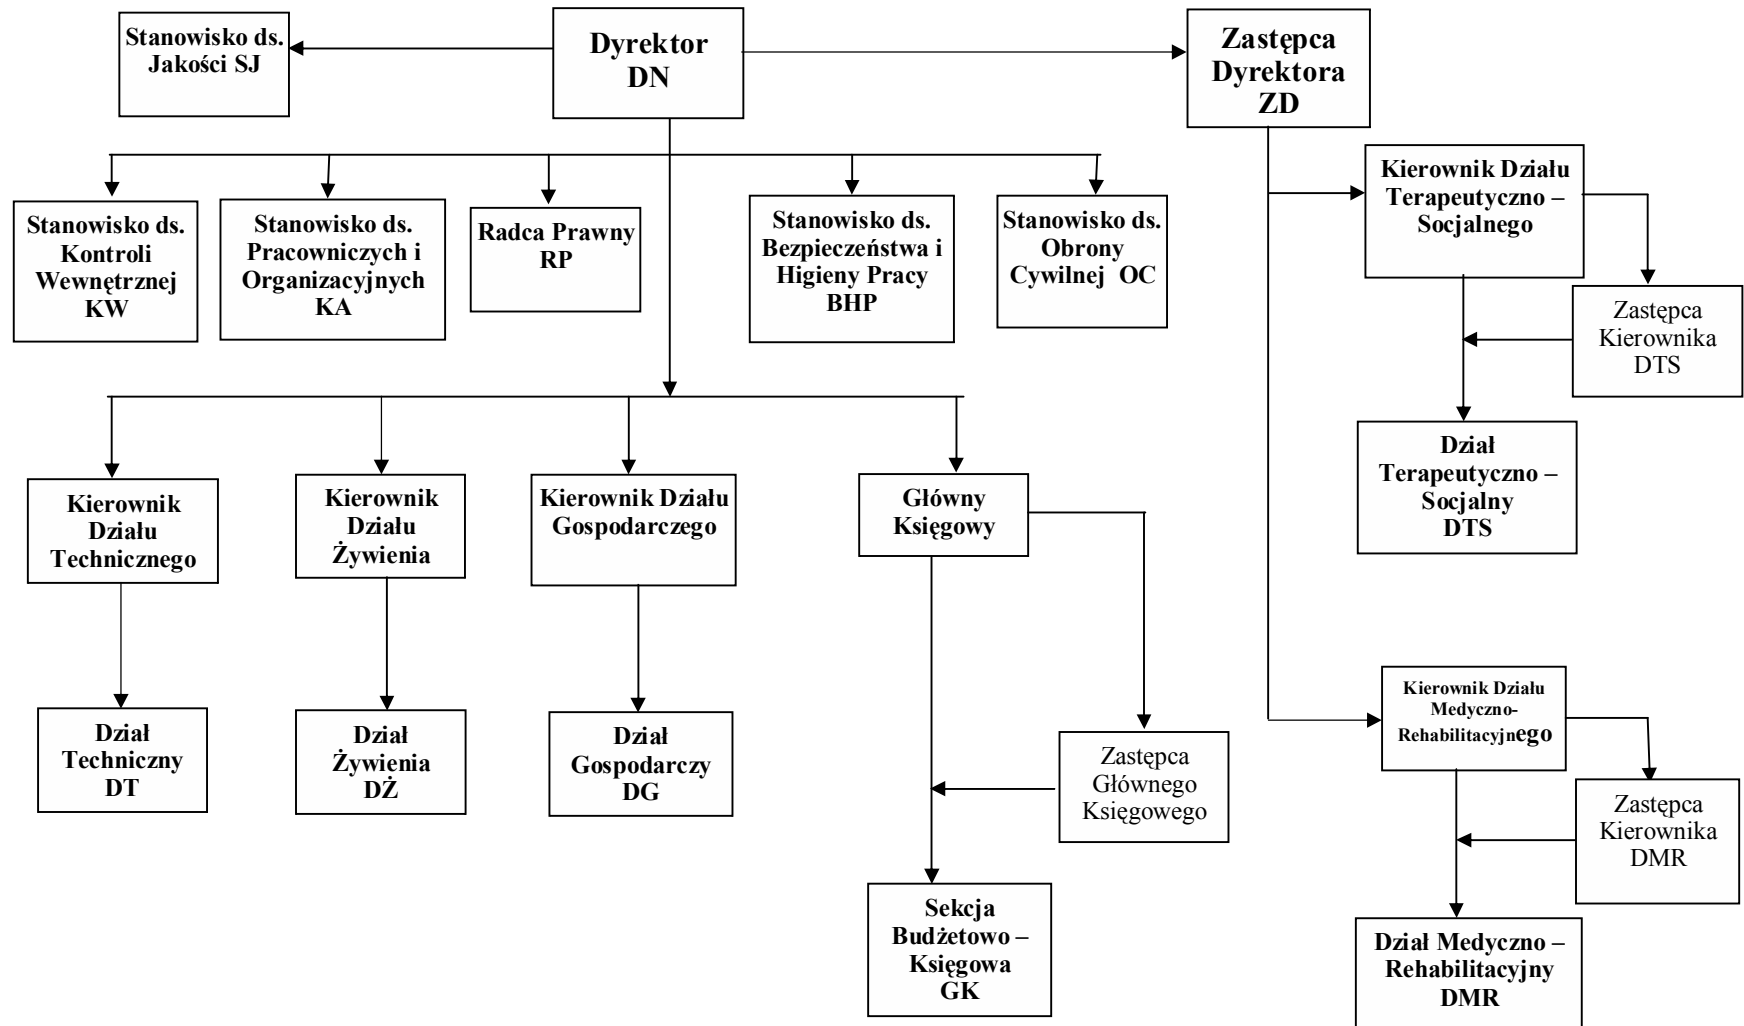 Stanowisko ds.
Jakości SJ
Dyrektor
DN
Zastępca
Dyrektora
ZD
Stanowisko ds.
Kontroli
Wewnętrznej
KW
Stanowisko ds.
Pracowniczych i
Organizacyjnych
KA
Radca Prawny
RP
Stanowisko ds.
Bezpieczeństwa i
Higieny Pracy
BHP
Stanowisko ds.
Obrony
Cywilnej OC
Kierownik Działu
Terapeutyczno –
Socjalnego
Zastępca
Kierownika
DTS
Dział
Terapeutyczno –
Socjalny
DTS
Kierownik
Działu
Technicznego
Kierownik
Działu
Żywienia
Kierownik Działu
Gospodarczego
Główny
Księgowy
Dział
Techniczny
DT
Dział
Żywienia
DŻ
Dział
Gospodarczy
DG
Zastępca
Głównego
Księgowego
Sekcja
Budżetowo –
Księgowa
GK
Kierownik Działu
Medyczno-
Rehabilitacyjnego
Zastępca
Kierownika
DMR
Dział Medyczno –
Rehabilitacyjny
DMR